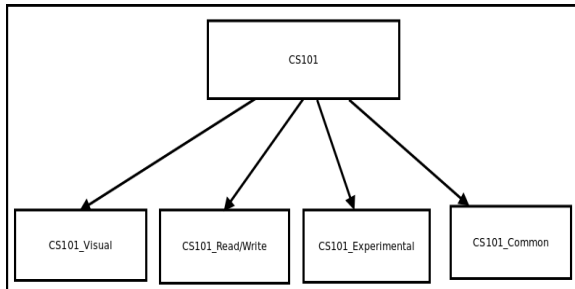 CS101
CS101_Visual
CS101_Read/Write
CS101_Experimental
CS101_Common